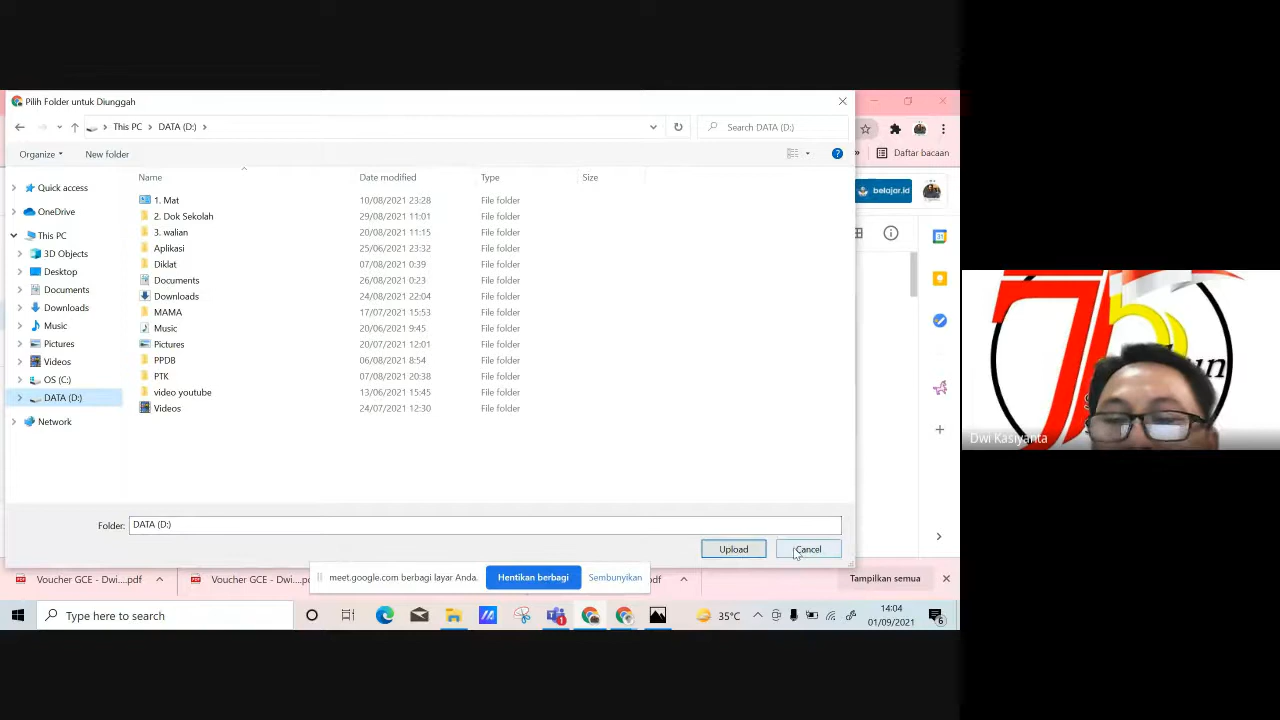 Pilih Folder untuk Diunggah
This PC > DATA (D:) >
Search DATA (D:)
Organize
New folder
Daftar bacaan
belajar.id
Name Date modified Type Size
1. Mat 10/08/2021 23:28 File folder
2. Dok Sekolah 29/08/2021 11:01 File folder
3. walian 20/08/2021 11:15 File folder
Aplikasi 25/06/2021 23:32 File folder
Diklat 07/08/2021 0:39 File folder
Documents 26/08/2021 0:23 File folder
Downloads 24/08/2021 22:04 File folder
MAMA 17/07/2021 15:53 File folder
Music 20/06/2021 9:45 File folder
Pictures 20/07/2021 12:01 File folder
PPDB 06/08/2021 8:54 File folder
PTK 07/08/2021 20:38 File folder
video youtube 13/06/2021 15:45 File folder
Videos 24/07/2021 12:30 File folder
Quick access
OneDrive
This PC
3D Objects
Desktop
Documents
Downloads
Music
Pictures
Videos
OS (C:)
DATA (D:)
Network
Folder: DATA (D:)
Upload
Cancel
Voucher GCE - Dwi....pdf
Voucher GCE - Dwi....pdf
df
Tampilkan semua
meet.google.com berbagi layar Anda.
Hentikan berbagi
Sembunyikan
Type here to search
35°C
14:04
01/09/2021
6
Dwi Kasiyanta